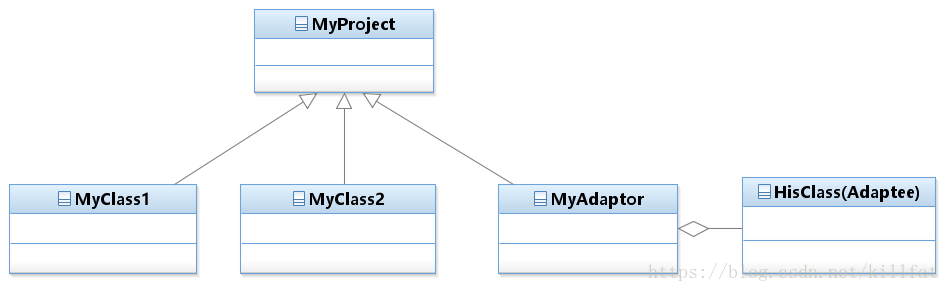 MyProject
MyClass1
MyClass2
MyAdaptor
HisClass(Adaptee)
https://blog.csdn.net/killfat